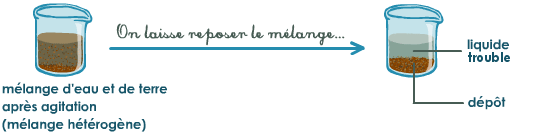 On laisse reposer le mélange...
liquide
trouble
dépôt
mélange d'eau et de terre
après agitation
(mélange hétérogène)